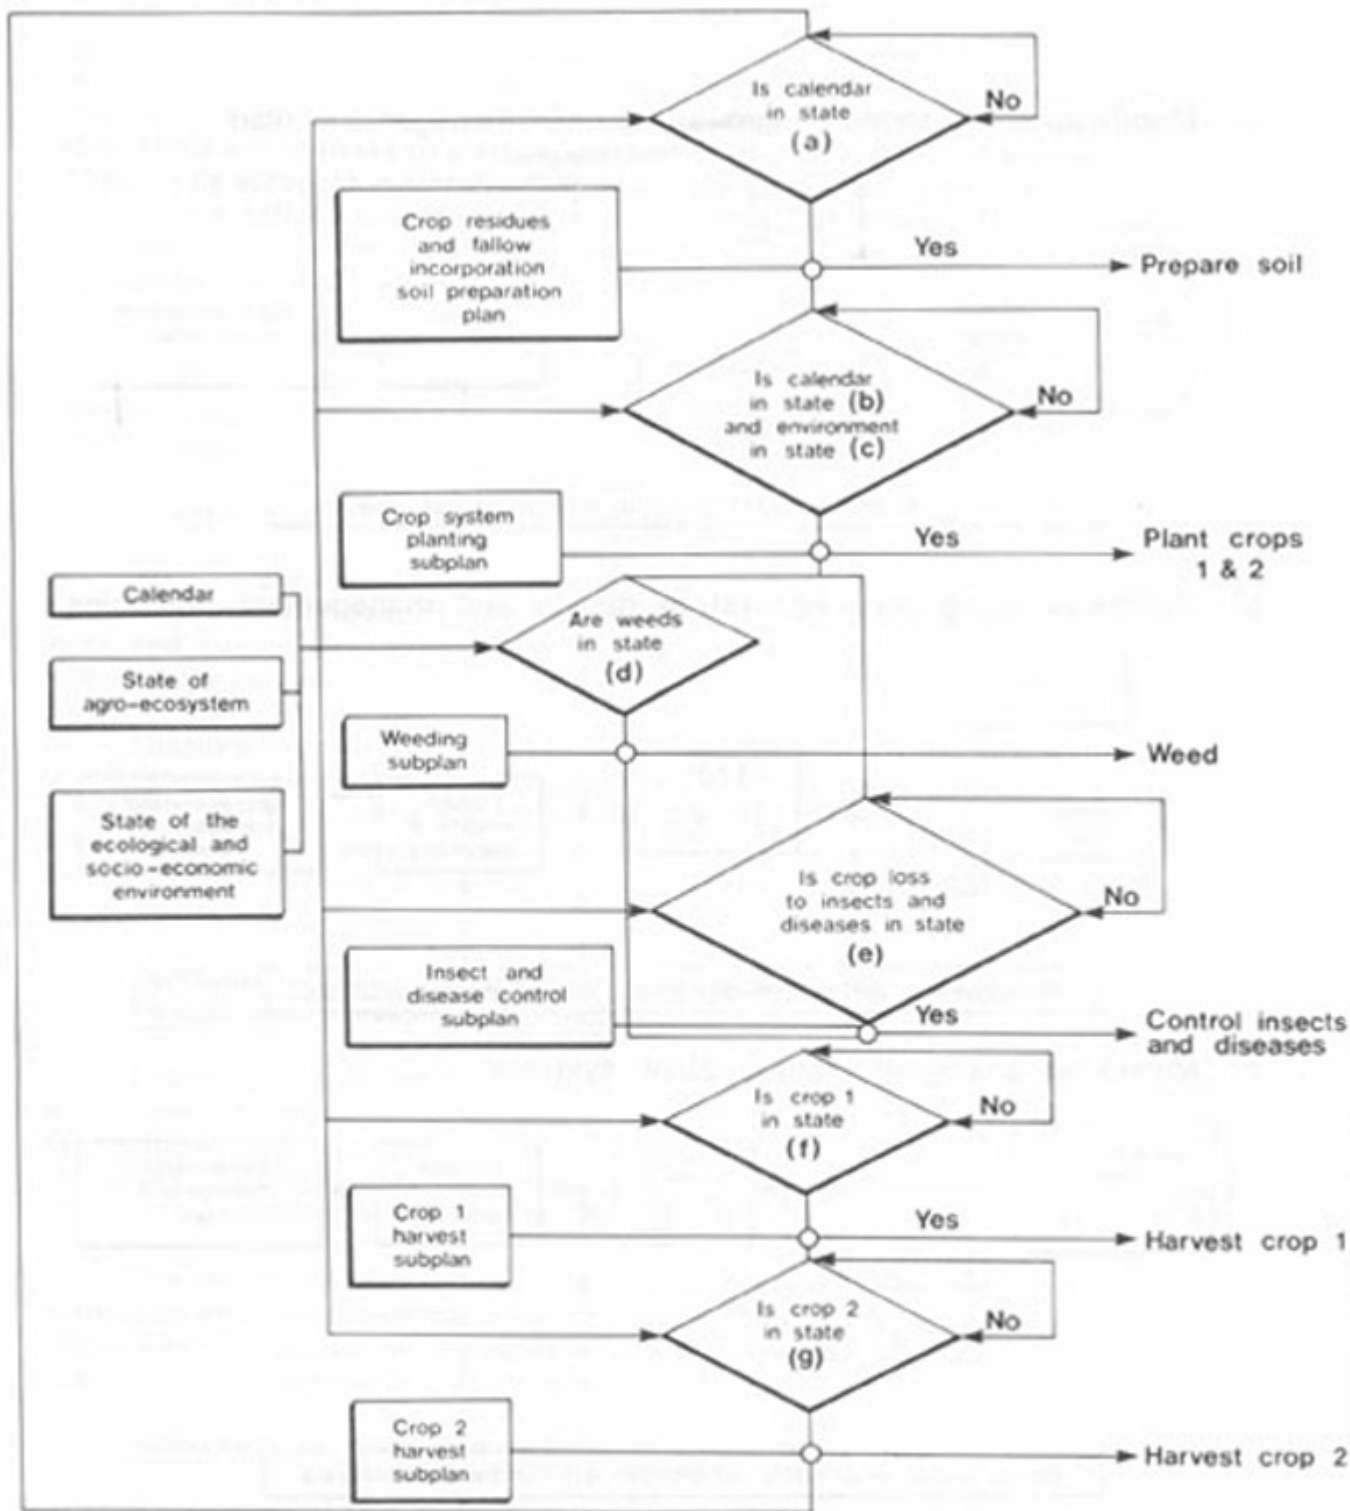 Is calendar
in state
(a)
No
Crop residues
and fallow
incorporation
soil preparation
plan
Yes
Prepare soil
Is calendar
in state (b)
and environment
in state (c)
No
Crop system
planting
subplan
Yes
Plant crops
1 & 2
Calendar
Are weeds
in state
(d)
State of
agro-ecosystem
Weeding
subplan
Weed
State of the
ecological and
socio-economic
environment
Is crop loss
to insects and
diseases in state
(e)
No
Insect and
disease control
subplan
Yes
Control insects
and diseases
Is crop 1
in state
(f)
No
Crop 1
harvest
subplan
Yes
Harvest crop 1
Is crop 2
in state
(g)
No
Crop 2
harvest
subplan
Harvest crop 2